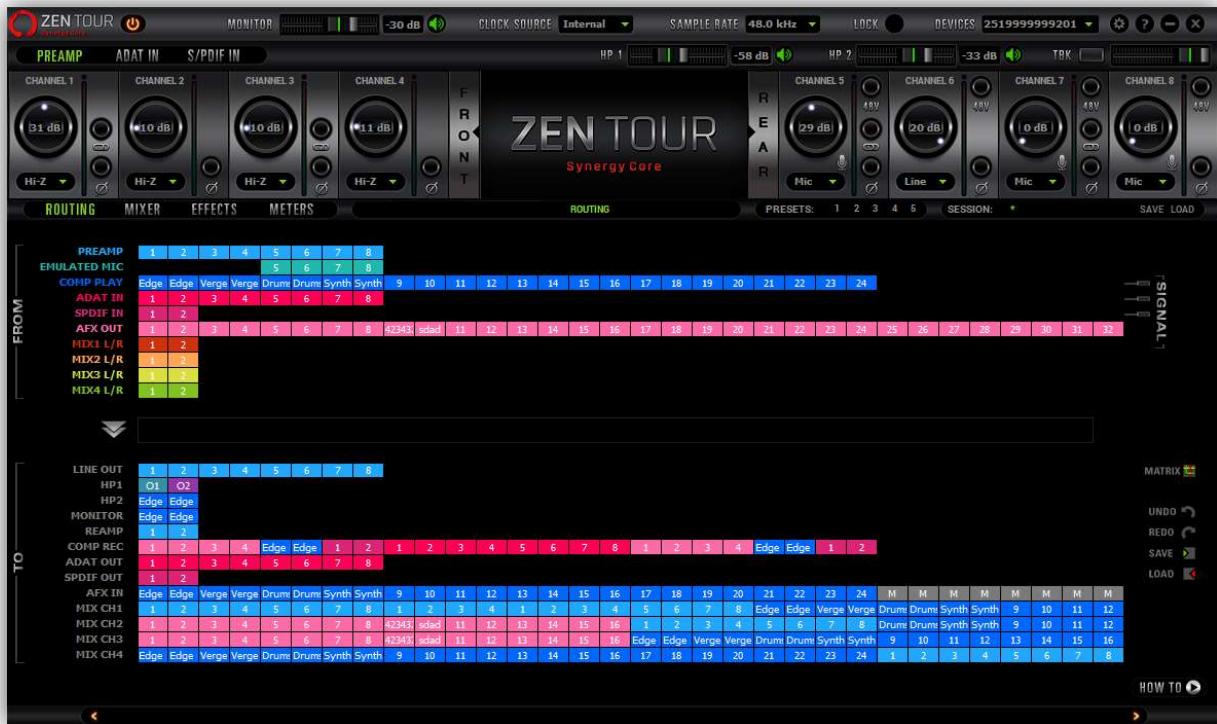 ZEN TOUR MONITOR -30 dB CLOCK SOURCE Internal SAMPLE RATE 48.0 kHz LOCK DEVICES 2519999999201 ?
Synergy Core
PREAMP ADAT IN S/PDIF IN HP 1 -58 dB HP 2 -33 dB TBK
CHANNEL 1 CHANNEL 2 CHANNEL 3 CHANNEL 4 FRONT REAR CHANNEL 5 CHANNEL 6 CHANNEL 7 CHANNEL 8
48V 48V 48V 48V
31 dB 10 dB 10 dB 11 dB ZEN TOUR 29 dB 20 dB 0 dB 0 dB
Synergy Core
Hi-Z Hi-Z Hi-Z Hi-Z Mic Line Mic Mic
ROUTING MIXER EFFECTS METERS ROUTING PRESETS: 1 2 3 4 5 SESSION: * SAVE LOAD
FROM
SIGNAL
PREAMP 1 2 3 4 5 6 7 8
EMULATED MIC 5 6 7 8
COMP PLAY Edge Edge Verge Verge Drums Drums Synth Synth 9 10 11 12 13 14 15 16 17 18 19 20 21 22 23 24
ADAT IN 1 2 3 4 5 6 7 8
SPDIF IN 1 2
AFX OUT 1 2 3 4 5 6 7 8 42343 sdad 11 12 13 14 15 16 17 18 19 20 21 22 23 24 25 26 27 28 29 30 31 32
MIX1 L/R 1 2
MIX2 L/R 1 2
MIX3 L/R 1 2
MIX4 L/R 1 2
TO
LINE OUT 1 2 3 4 5 6 7 8 MATRIX
HP1 O1 O2
HP2 Edge Edge
MONITOR Edge Edge UNDO
REAMP 1 2 REDO
COMP REC 1 2 3 4 Edge Edge 1 2 1 2 3 4 5 6 7 8 1 2 3 4 Edge Edge 1 2 SAVE
ADAT OUT 1 2 3 4 5 6 7 8 LOAD
SPDIF OUT 1 2
AFX IN Edge Edge Verge Verge Drums Drums Synth Synth 9 10 11 12 13 14 15 16 17 18 19 20 21 22 23 24 M M M M M M M M
MIX CH1 1 2 3 4 5 6 7 8 1 2 3 4 1 2 3 4 5 6 7 8 Edge Edge Verge Verge Drums Drums Synth Synth 9 10 11 12
MIX CH2 1 2 3 4 5 6 7 8 42343 sdad 11 12 13 14 15 16 1 2 3 4 5 6 7 8 Drums Drums Synth Synth 9 10 11 12
MIX CH3 1 2 3 4 5 6 7 8 42343 sdad 11 12 13 14 15 16 Edge Edge Verge Verge Drums Drums Synth Synth 9 10 11 12 13 14 15 16
MIX CH4 Edge Edge Verge Verge Drums Drums Synth Synth 9 10 11 12 13 14 15 16 17 18 19 20 21 22 23 24 1 2 3 4 5 6 7 8
HOW TO